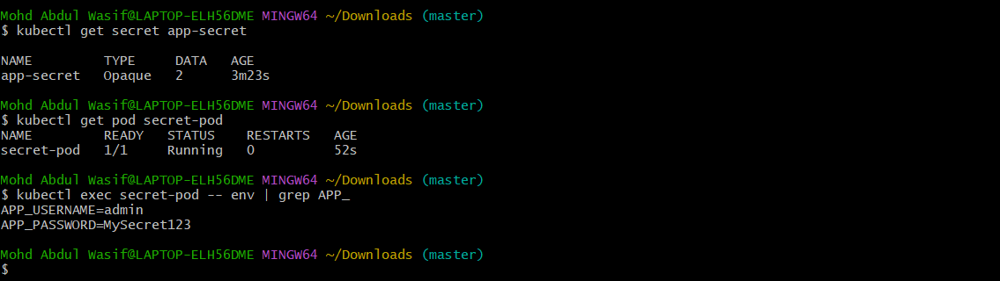 Mohd Abdul Wasif@LAPTOP-ELH56DME MINGW64 ~/Downloads (master)
$ kubectl get secret app-secret
NAME         TYPE     DATA   AGE
app-secret   Opaque   2      3m23s
Mohd Abdul Wasif@LAPTOP-ELH56DME MINGW64 ~/Downloads (master)
$ kubectl get pod secret-pod
NAME         READY   STATUS    RESTARTS   AGE
secret-pod   1/1     Running   0          52s
Mohd Abdul Wasif@LAPTOP-ELH56DME MINGW64 ~/Downloads (master)
$ kubectl exec secret-pod -- env | grep APP_
APP_USERNAME=admin
APP_PASSWORD=MySecret123
Mohd Abdul Wasif@LAPTOP-ELH56DME MINGW64 ~/Downloads (master)
$